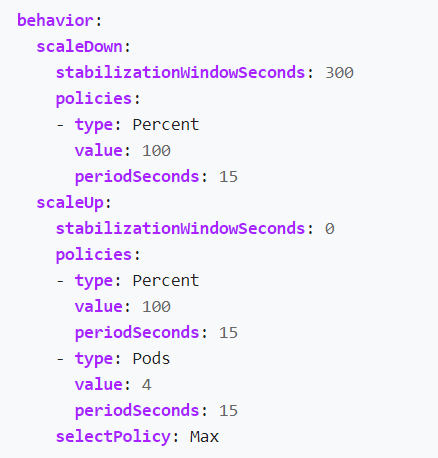 behavior:
  scaleDown:
    stabilizationWindowSeconds: 300
    policies:
    - type: Percent
      value: 100
      periodSeconds: 15
  scaleUp:
    stabilizationWindowSeconds: 0
    policies:
    - type: Percent
      value: 100
      periodSeconds: 15
    - type: Pods
      value: 4
      periodSeconds: 15
    selectPolicy: Max